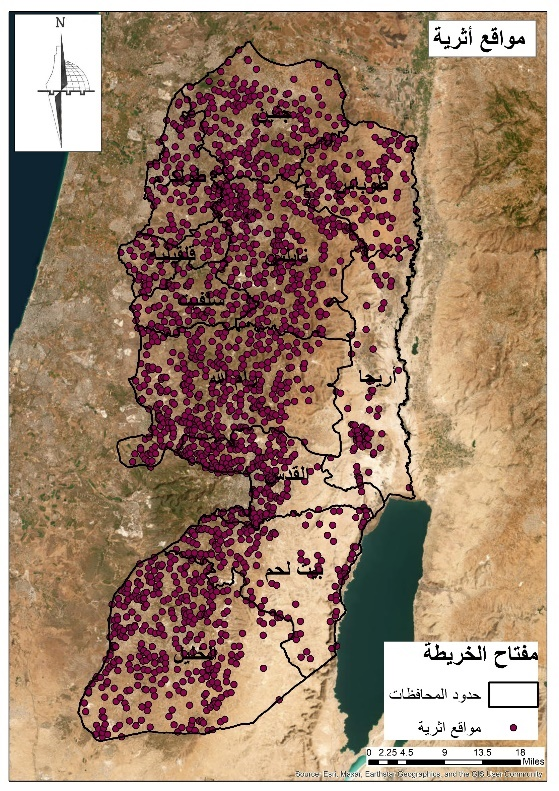 N
مواقع أثرية
جنين
طوباس
طولكرم
نابلس
قلقيلية
سلفيت
رام الله
أريحا
القدس
بيت لحم
الخليل
مفتاح الخريطة
حدود المحافظات
مواقع اثرية
0 2.25 4.5 9 13.5 18
Miles
Source: Esri, Maxar, Earthstar Geographics, and the GIS User Community